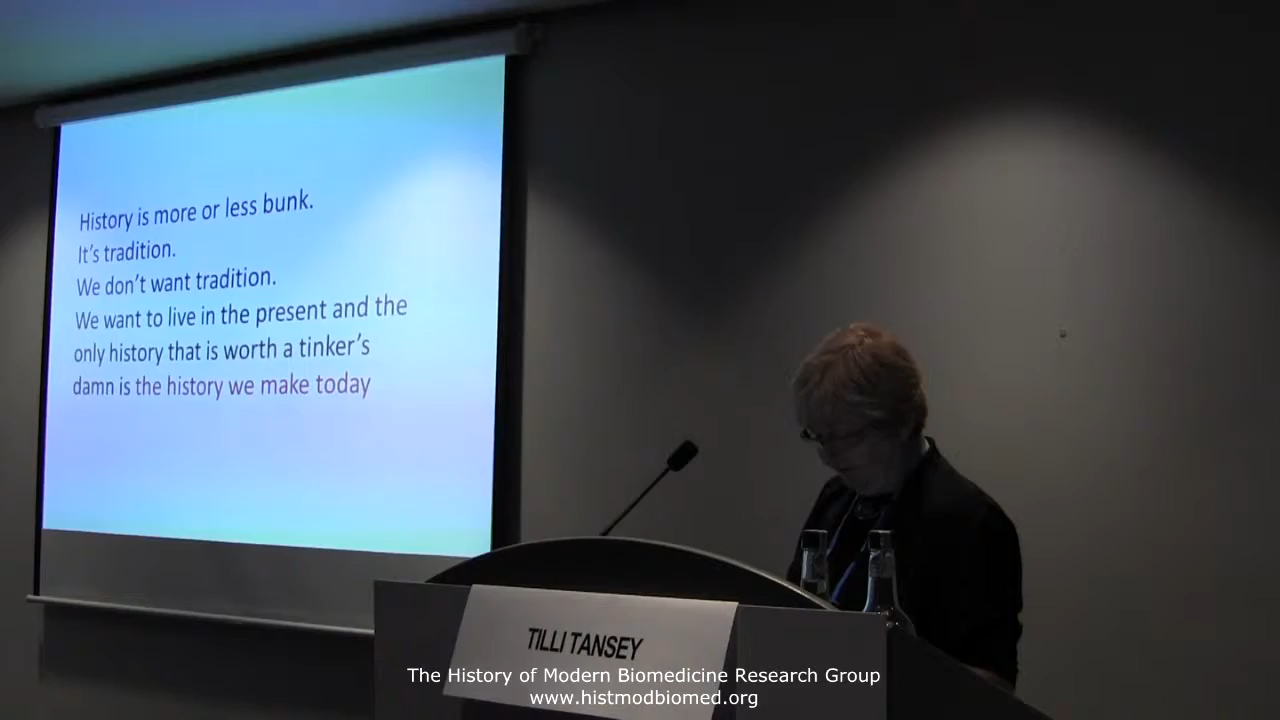 History is more or less bunk.
It's tradition.
We don't want tradition.
We want to live in the present and the
only history that is worth a tinker's
damn is the history we make today
TILLI TANSEY
The History of Modern Biomedicine Research Group
www.histmodbiomed.org